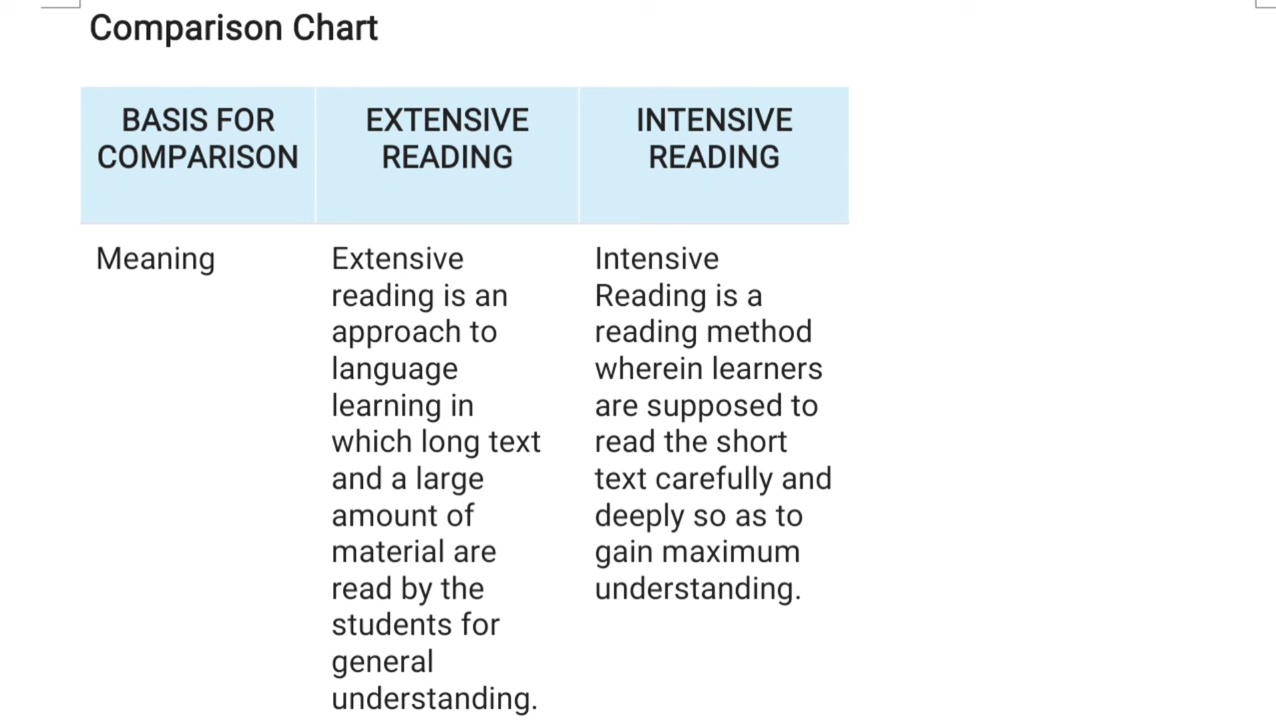 Comparison Chart
BASIS FOR
COMPARISON
EXTENSIVE
READING
INTENSIVE
READING
Meaning
Extensive
reading is an
approach to
language
learning in
which long text
and a large
amount of
material are
read by the
students for
general
understanding.
Intensive
Reading is a
reading method
wherein learners
are supposed to
read the short
text carefully and
deeply so as to
gain maximum
understanding.